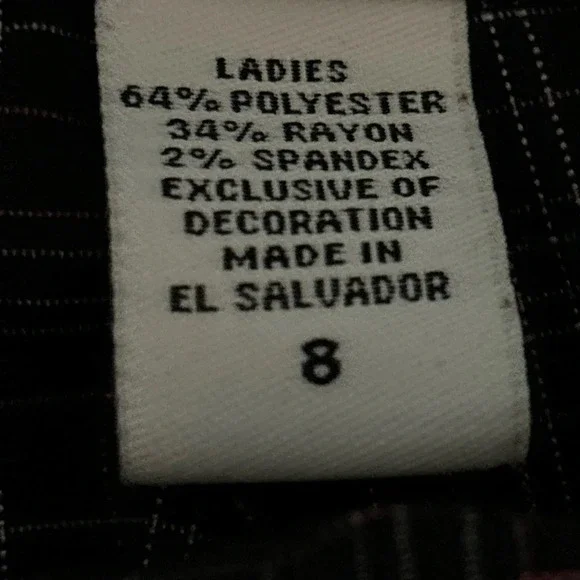 LADIES
64% POLYESTER
34% RAYON
2% SPANDEX
EXCLUSIVE OF
DECORATION
MADE IN
EL SALVADOR
8